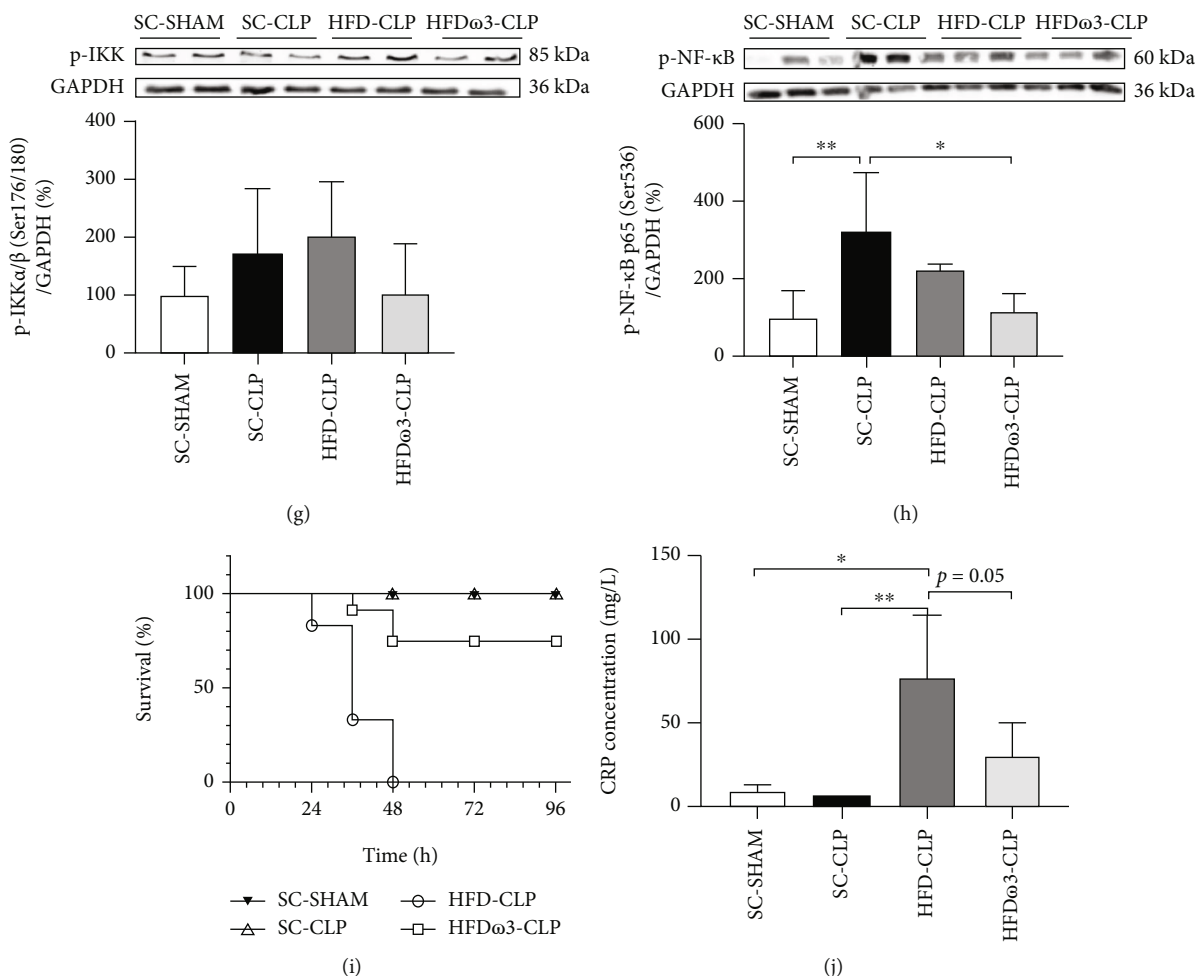 SC-SHAM SC-CLP HFD-CLP HFDω3-CLP
p-IKK 85 kDa
GAPDH 36 kDa
400
300
200
100
0
p-IKKα/β (Ser176/180)
/GAPDH (%)
SC-SHAM
SC-CLP
HFD-CLP
HFDω3-CLP
(g)
SC-SHAM SC-CLP HFD-CLP HFDω3-CLP
p-NF-κB 60 kDa
GAPDH 36 kDa
600
400
200
0
p-NF-κB p65 (Ser536)
/GAPDH (%)
**
*
SC-SHAM
SC-CLP
HFD-CLP
HFDω3-CLP
(h)
100
50
0
Survival (%)
0 24 48 72 96
Time (h)
SC-SHAM
SC-CLP
HFD-CLP
HFDω3-CLP
(i)
150
100
50
0
CRP concentration (mg/L)
*
p = 0.05
**
SC-SHAM
SC-CLP
HFD-CLP
HFDω3-CLP
(j)